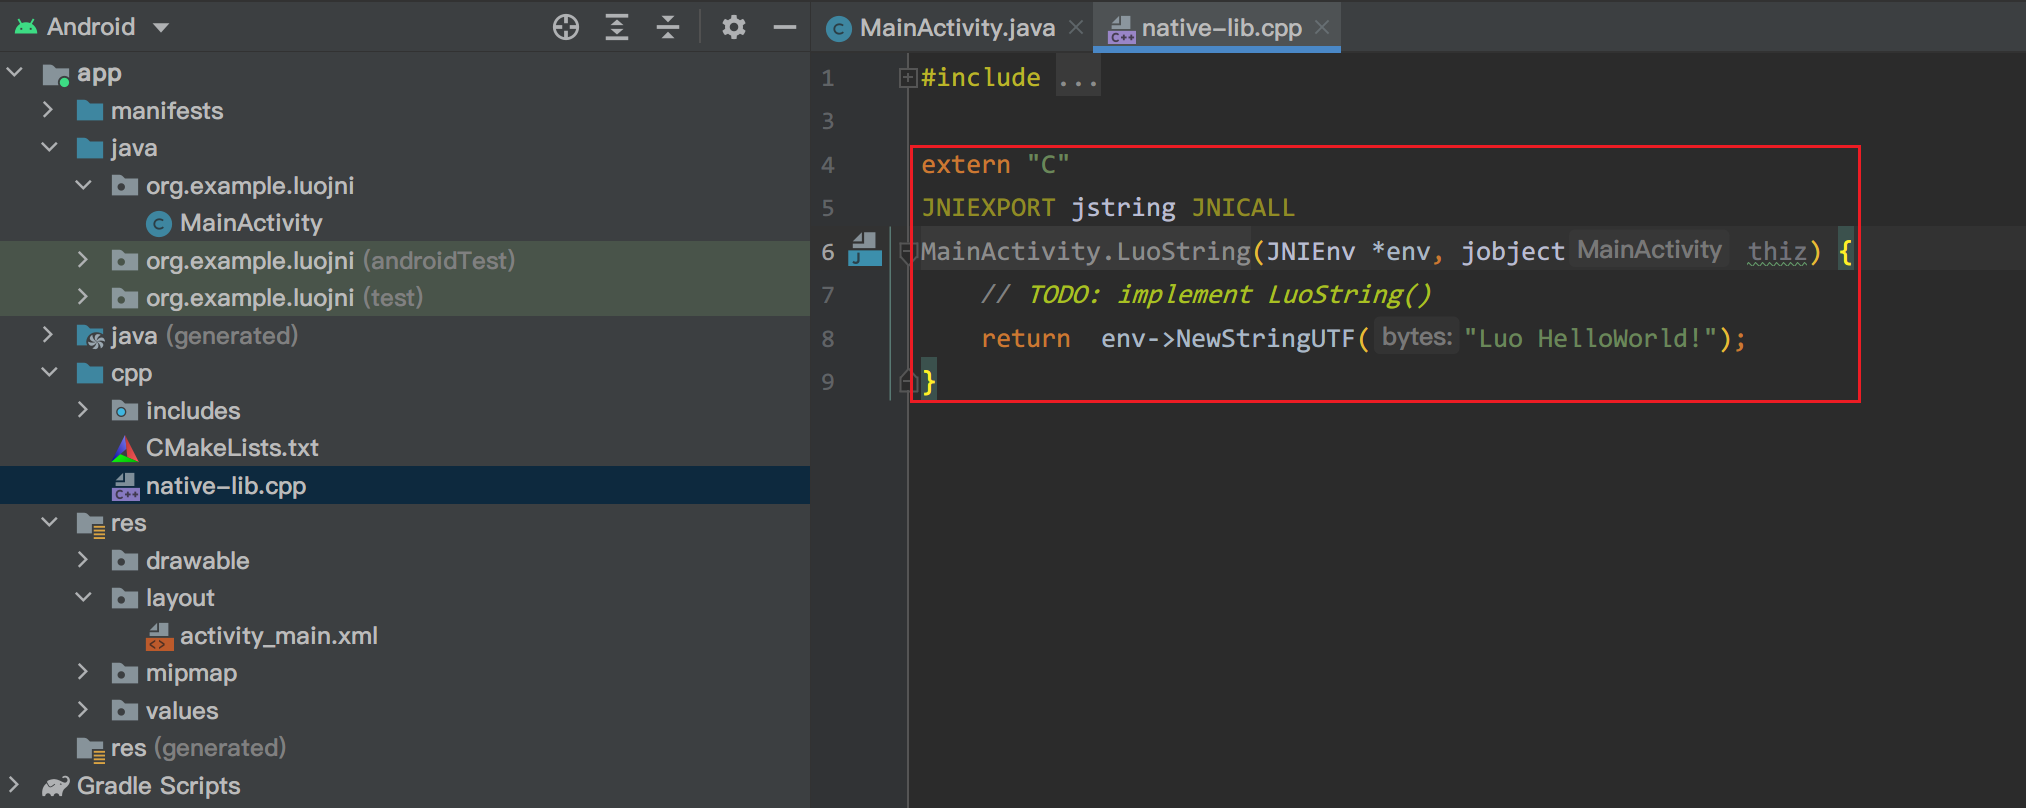 Android
app
manifests
java
org.example.luojni
MainActivity
org.example.luojni (androidTest)
org.example.luojni (test)
java (generated)
cpp
includes
CMakeLists.txt
native-lib.cpp
res
drawable
layout
activity_main.xml
mipmap
values
res (generated)
Gradle Scripts
MainActivity.java
native-lib.cpp
1 #include ...
3
4 extern "C"
5 JNIEXPORT jstring JNICALL
6 MainActivity.LuoString(JNIEnv *env, jobject MainActivity thiz) {
7 // TODO: implement LuoString()
8 return env->NewStringUTF( bytes: "Luo HelloWorld!");
9 }